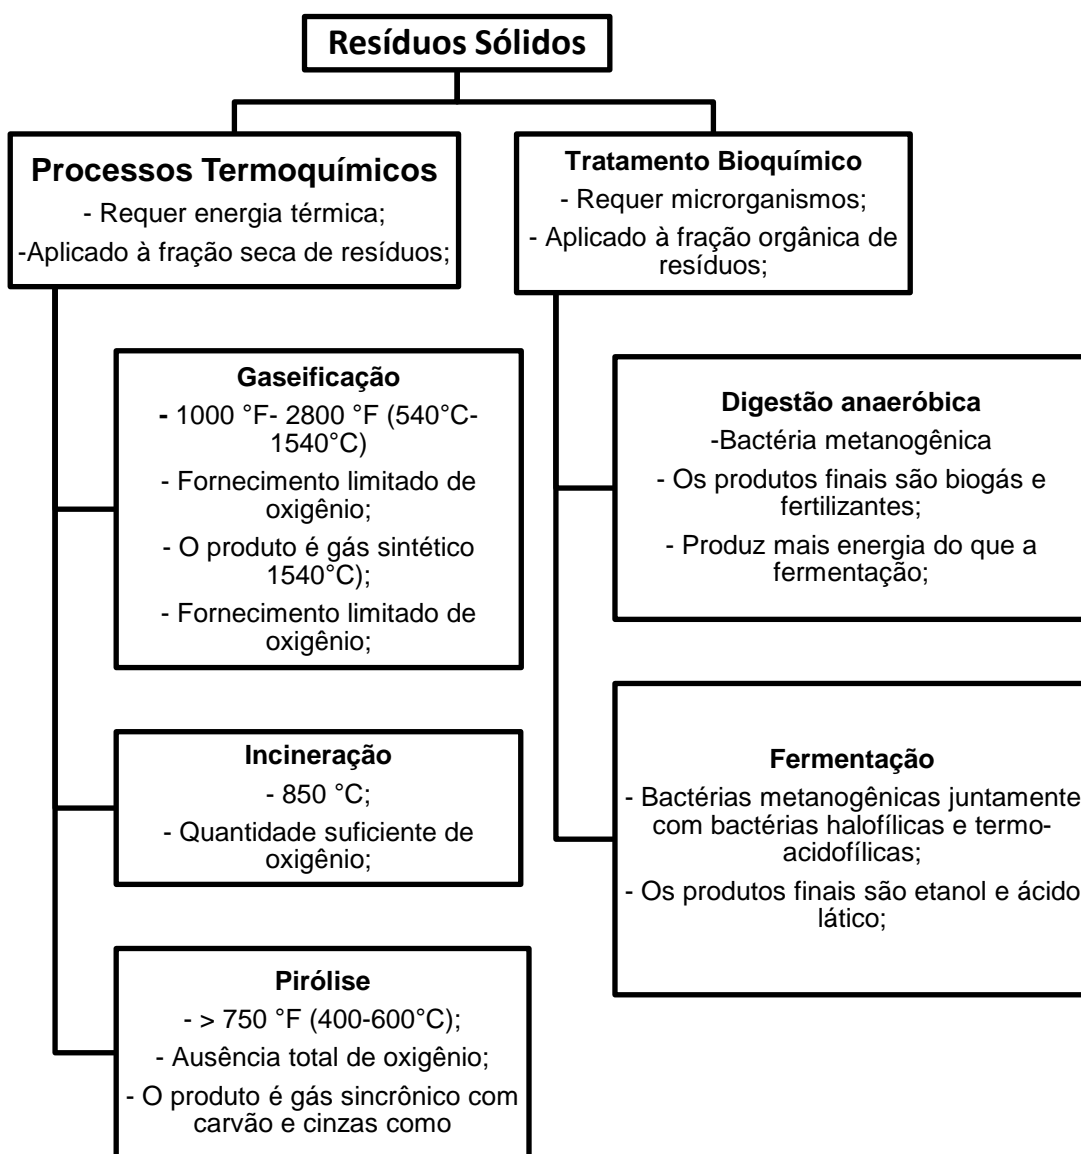 Resíduos Sólidos
Processos Termoquímicos
- Requer energia térmica;
-Aplicado à fração seca de resíduos;
Tratamento Bioquímico
- Requer microrganismos;
- Aplicado à fração orgânica de
resíduos;
Gaseificação
- 1000 °F- 2800 °F (540°C-
1540°C)
- Fornecimento limitado de
oxigênio;
- O produto é gás sintético
1540°C);
- Fornecimento limitado de
oxigênio;
Incineração
- 850 °C;
- Quantidade suficiente de
oxigênio;
Pirólise
- > 750 °F (400-600°C);
- Ausência total de oxigênio;
- O produto é gás sincrônico com
carvão e cinzas como
Digestão anaeróbica
-Bactéria metanogênica
- Os produtos finais são biogás e
fertilizantes;
- Produz mais energia do que a
fermentação;
Fermentação
- Bactérias metanogênicas juntamente
com bactérias halofílicas e termo-
acidofílicas;
- Os produtos finais são etanol e ácido
lático;